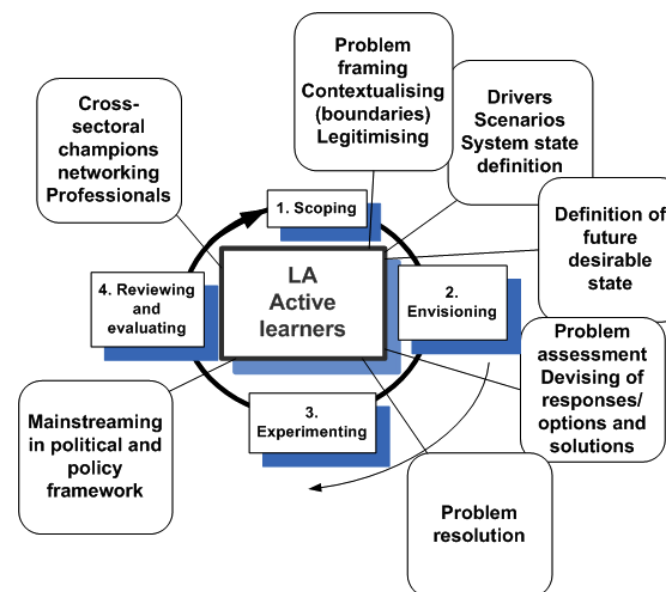 Problem
framing
Contextualising
(boundaries)
Legitimising
Drivers
Scenarios
System state
definition
Cross-
sectoral
champions
networking
Professionals
Definition of
future
desirable
state
1. Scoping
LA
Active
learners
2.
Envisioning
4. Reviewing
and
evaluating
Problem
assessment
Devising of
responses/
options and
solutions
3.
Experimenting
Mainstreaming
in political and
policy
framework
Problem
resolution